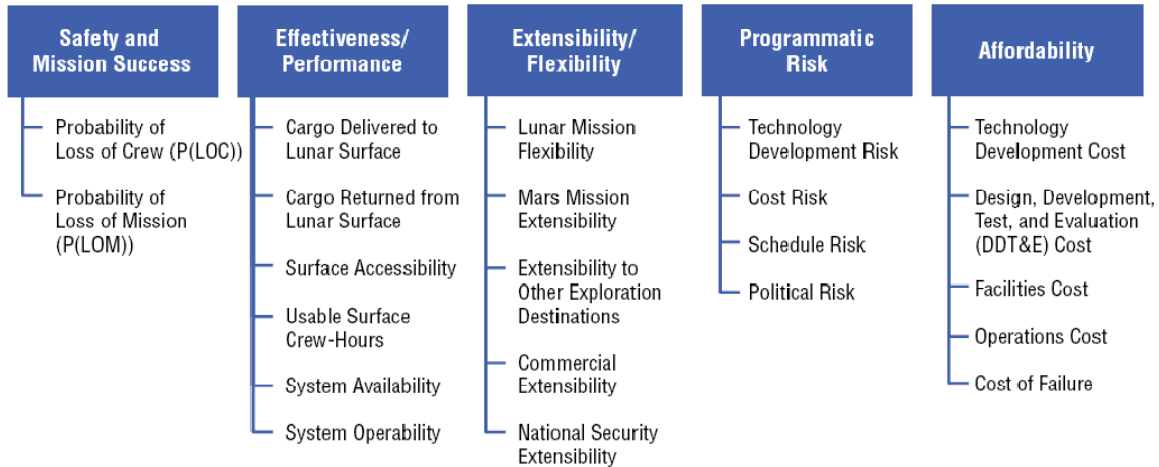 Safety and
Mission Success
Probability of
Loss of Crew (P(LOC))
Probability of
Loss of Mission
(P(LOM))
Effectiveness/
Performance
Cargo Delivered to
Lunar Surface
Cargo Returned from
Lunar Surface
Surface Accessibility
Usable Surface
Crew-Hours
System Availability
System Operability
Extensibility/
Flexibility
Lunar Mission
Flexibility
Mars Mission
Extensibility
Extensibility to
Other Exploration
Destinations
Commercial
Extensibility
National Security
Extensibility
Programmatic
Risk
Technology
Development Risk
Cost Risk
Schedule Risk
Political Risk
Affordability
Technology
Development Cost
Design, Development,
Test, and Evaluation
(DDT&E) Cost
Facilities Cost
Operations Cost
Cost of Failure